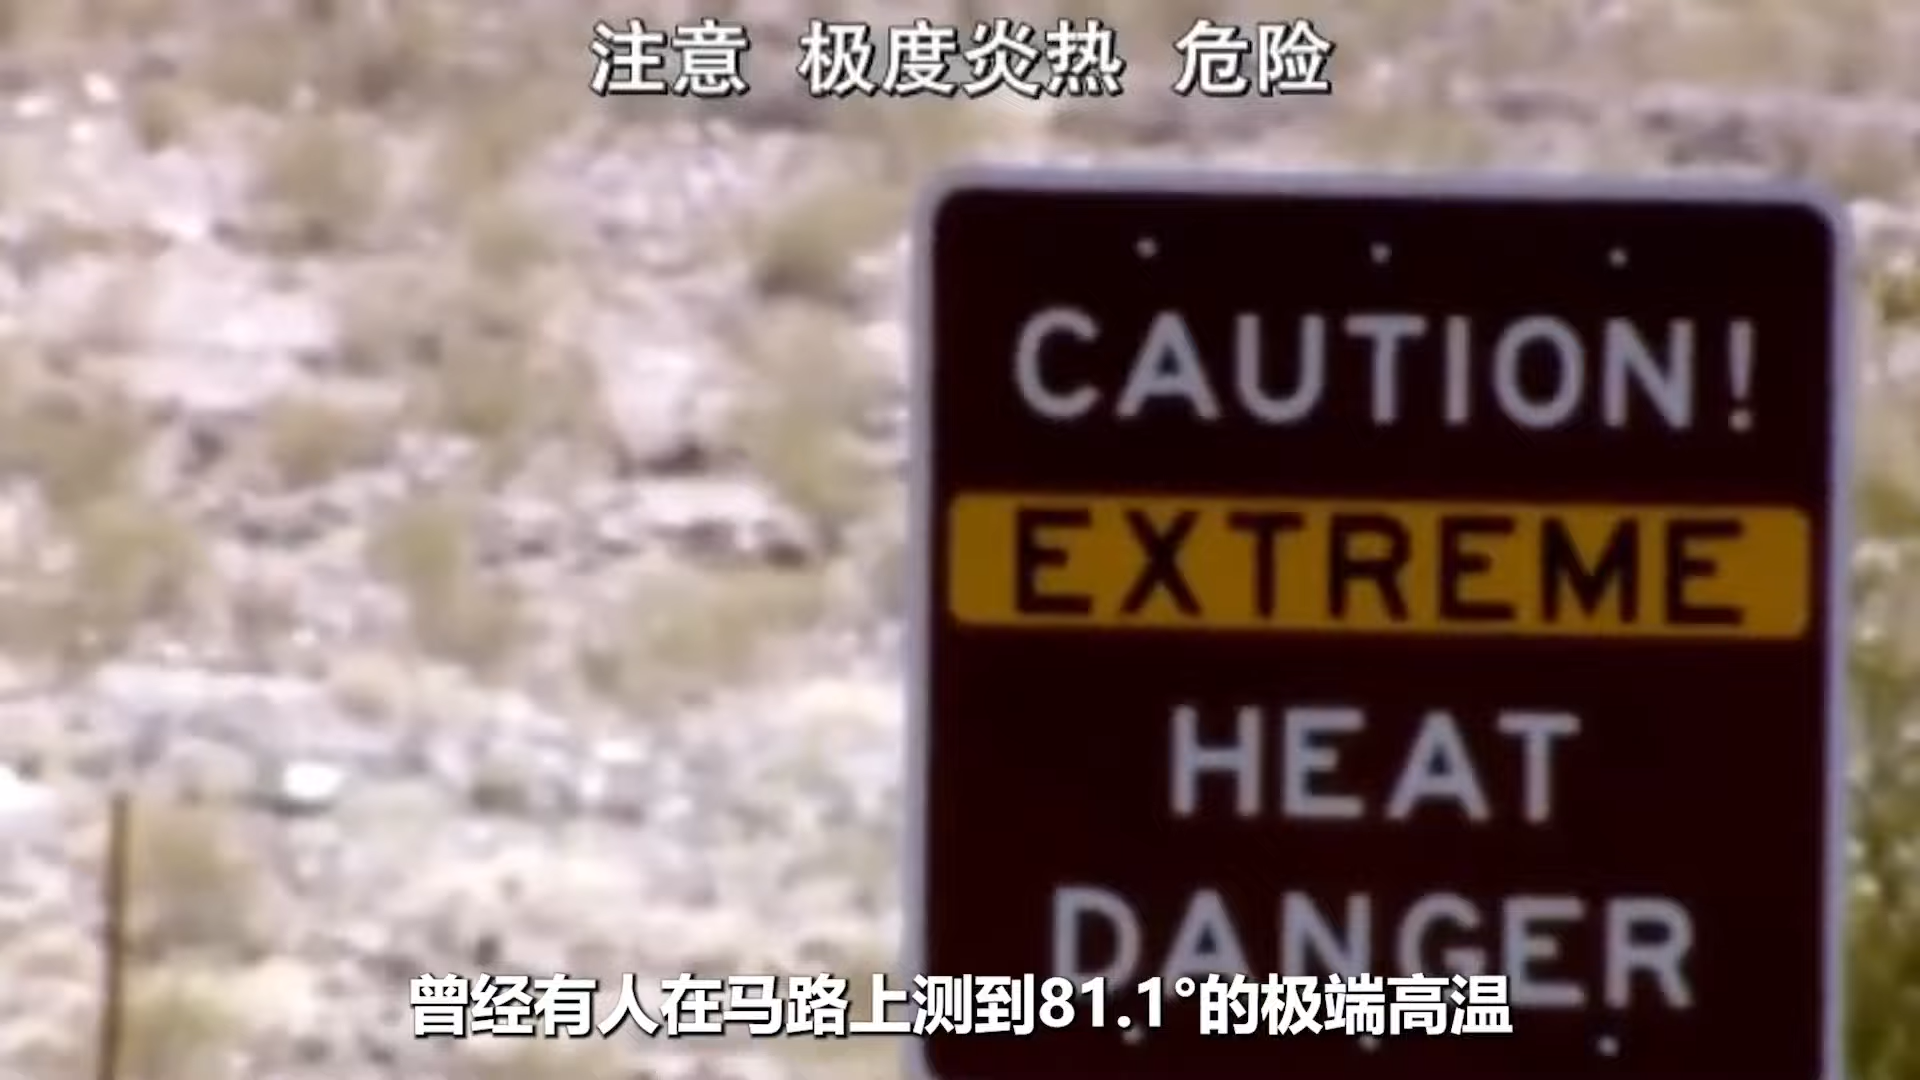 注意 极度炎热 危险
CAUTION!
EXTREME
HEAT
DANGER
曾经有人在马路上测到81.1°的极端高温